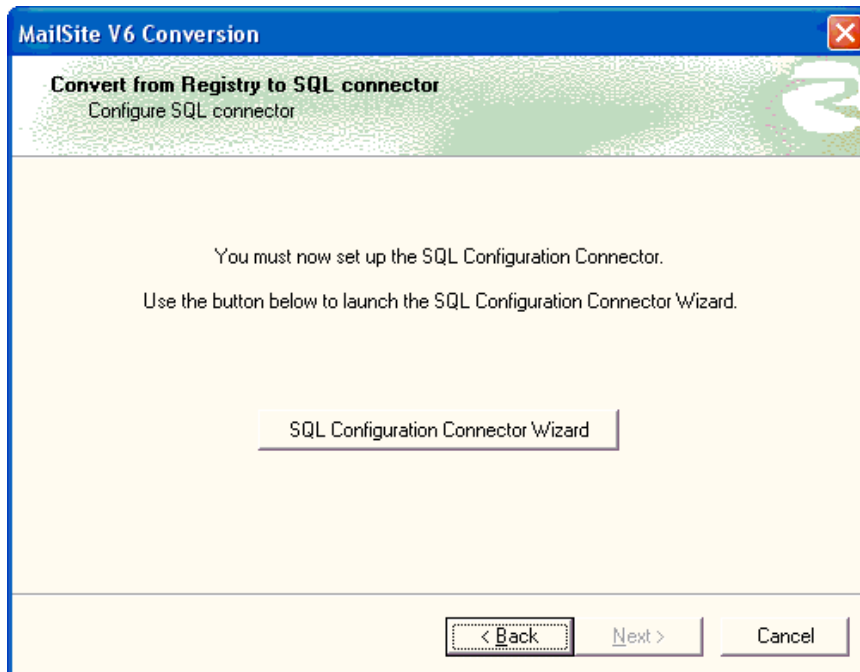 MailSite V6 Conversion
Convert from Registry to SQL connector
Configure SQL connector
You must now set up the SQL Configuration Connector.
Use the button below to launch the SQL Configuration Connector Wizard.
SQL Configuration Connector Wizard
< Back Next > Cancel